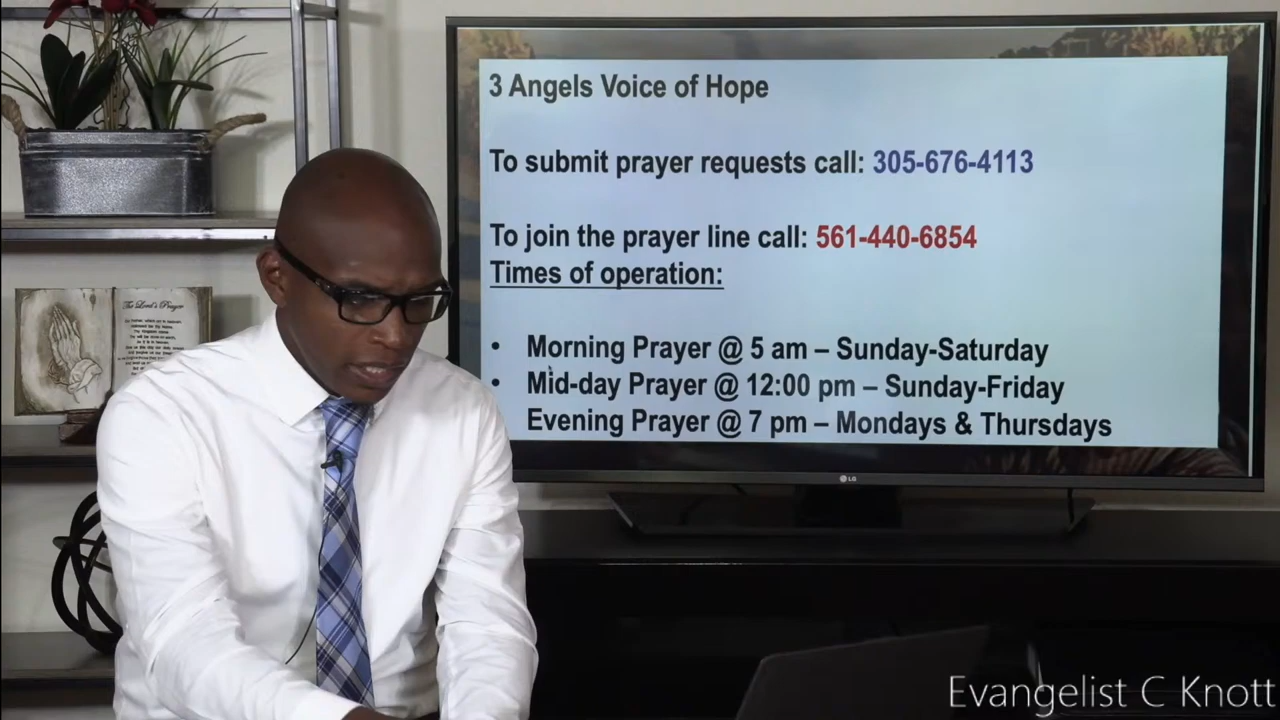 3 Angels Voice of Hope
To submit prayer requests call: 305-676-4113
To join the prayer line call: 561-440-6854
Times of operation:
• Morning Prayer @ 5 am – Sunday-Saturday
• Mid-day Prayer @ 12:00 pm – Sunday-Friday
Evening Prayer @ 7 pm – Mondays & Thursdays
The Lord's Prayer
LG
Evangelist C Knott